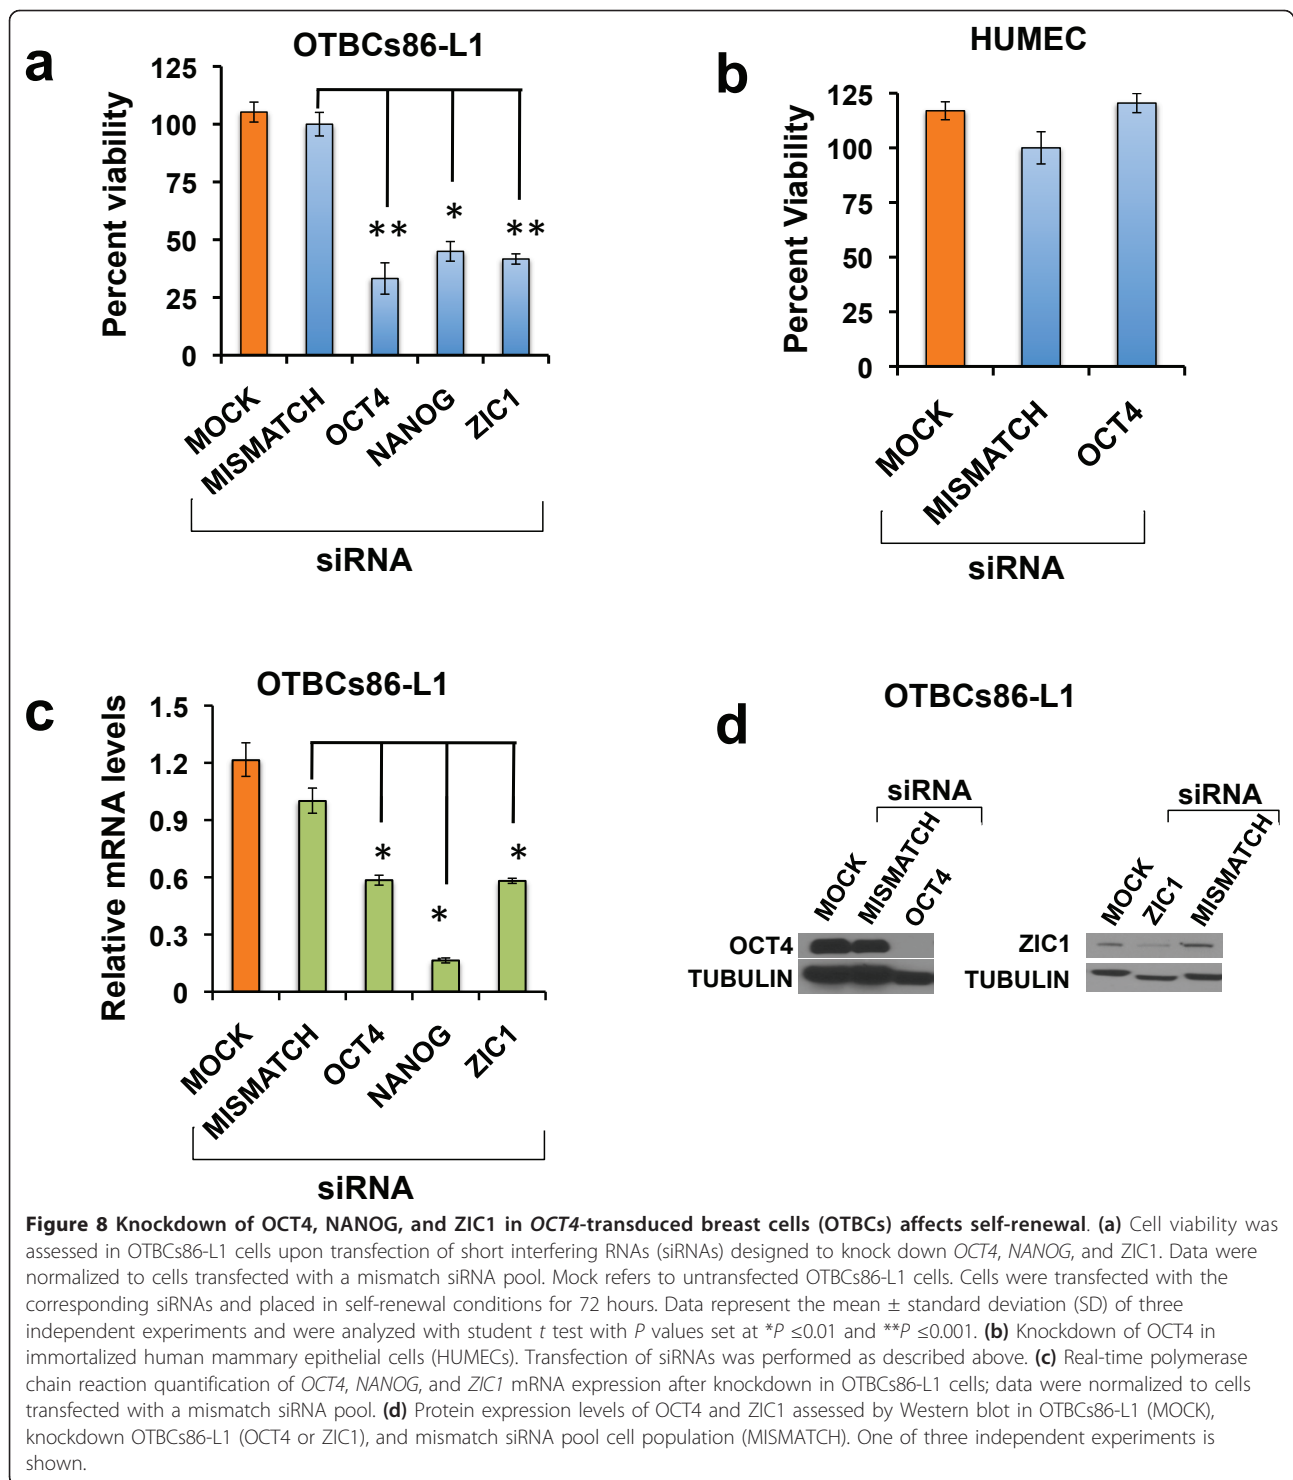 a
OTBCs86-L1
Percent viability
125
100
75
50
25
0
**
*
**
MOCK
MISMATCH
OCT4
NANOG
ZIC1
siRNA
b
HUMEC
Percent Viability
125
100
75
50
25
0
MOCK
MISMATCH
OCT4
siRNA
c
OTBCs86-L1
Relative mRNA levels
1.5
1.2
0.9
0.6
0.3
0
*
*
*
MOCK
MISMATCH
OCT4
NANOG
ZIC1
siRNA
d
OTBCs86-L1
siRNA
MOCK
MISMATCH
OCT4
OCT4
TUBULIN
siRNA
MOCK
ZIC1
MISMATCH
ZIC1
TUBULIN
Figure 8 Knockdown of OCT4, NANOG, and ZIC1 in OCT4-transduced breast cells (OTBCs) affects self-renewal. (a) Cell viability was
assessed in OTBCs86-L1 cells upon transfection of short interfering RNAs (siRNAs) designed to knock down OCT4, NANOG, and ZIC1. Data were
normalized to cells transfected with a mismatch siRNA pool. Mock refers to untransfected OTBCs86-L1 cells. Cells were transfected with the
corresponding siRNAs and placed in self-renewal conditions for 72 hours. Data represent the mean ± standard deviation (SD) of three
independent experiments and were analyzed with student t test with P values set at *P ≤0.01 and **P ≤0.001. (b) Knockdown of OCT4 in
immortalized human mammary epithelial cells (HUMECs). Transfection of siRNAs was performed as described above. (c) Real-time polymerase
chain reaction quantification of OCT4, NANOG, and ZIC1 mRNA expression after knockdown in OTBCs86-L1 cells; data were normalized to cells
transfected with a mismatch siRNA pool. (d) Protein expression levels of OCT4 and ZIC1 assessed by Western blot in OTBCs86-L1 (MOCK),
knockdown OTBCs86-L1 (OCT4 or ZIC1), and mismatch siRNA pool cell population (MISMATCH). One of three independent experiments is
shown.